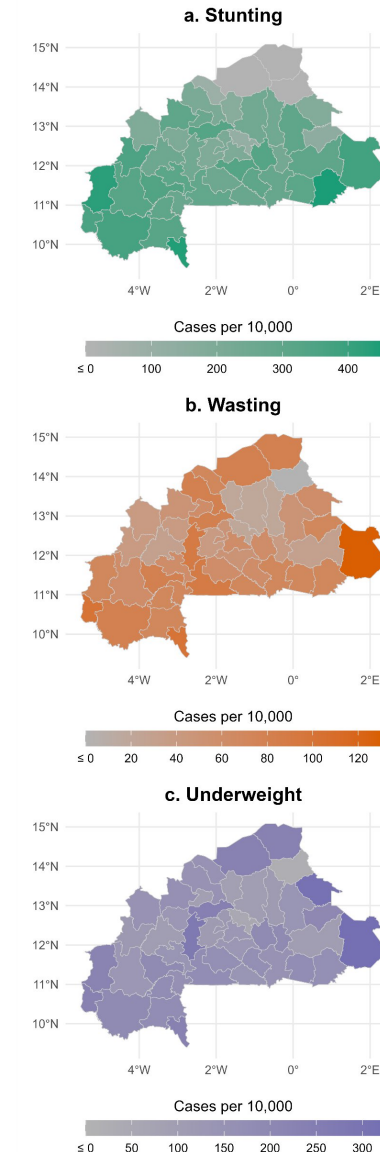 a. Stunting
15°N
14°N
13°N
12°N
11°N
10°N
4°W 2°W 0° 2°E
Cases per 10,000
≤ 0 100 200 300 400
b. Wasting
15°N
14°N
13°N
12°N
11°N
10°N
4°W 2°W 0° 2°E
Cases per 10,000
≤ 0 20 40 60 80 100 120
c. Underweight
15°N
14°N
13°N
12°N
11°N
10°N
4°W 2°W 0° 2°E
Cases per 10,000
≤ 0 50 100 150 200 250 300